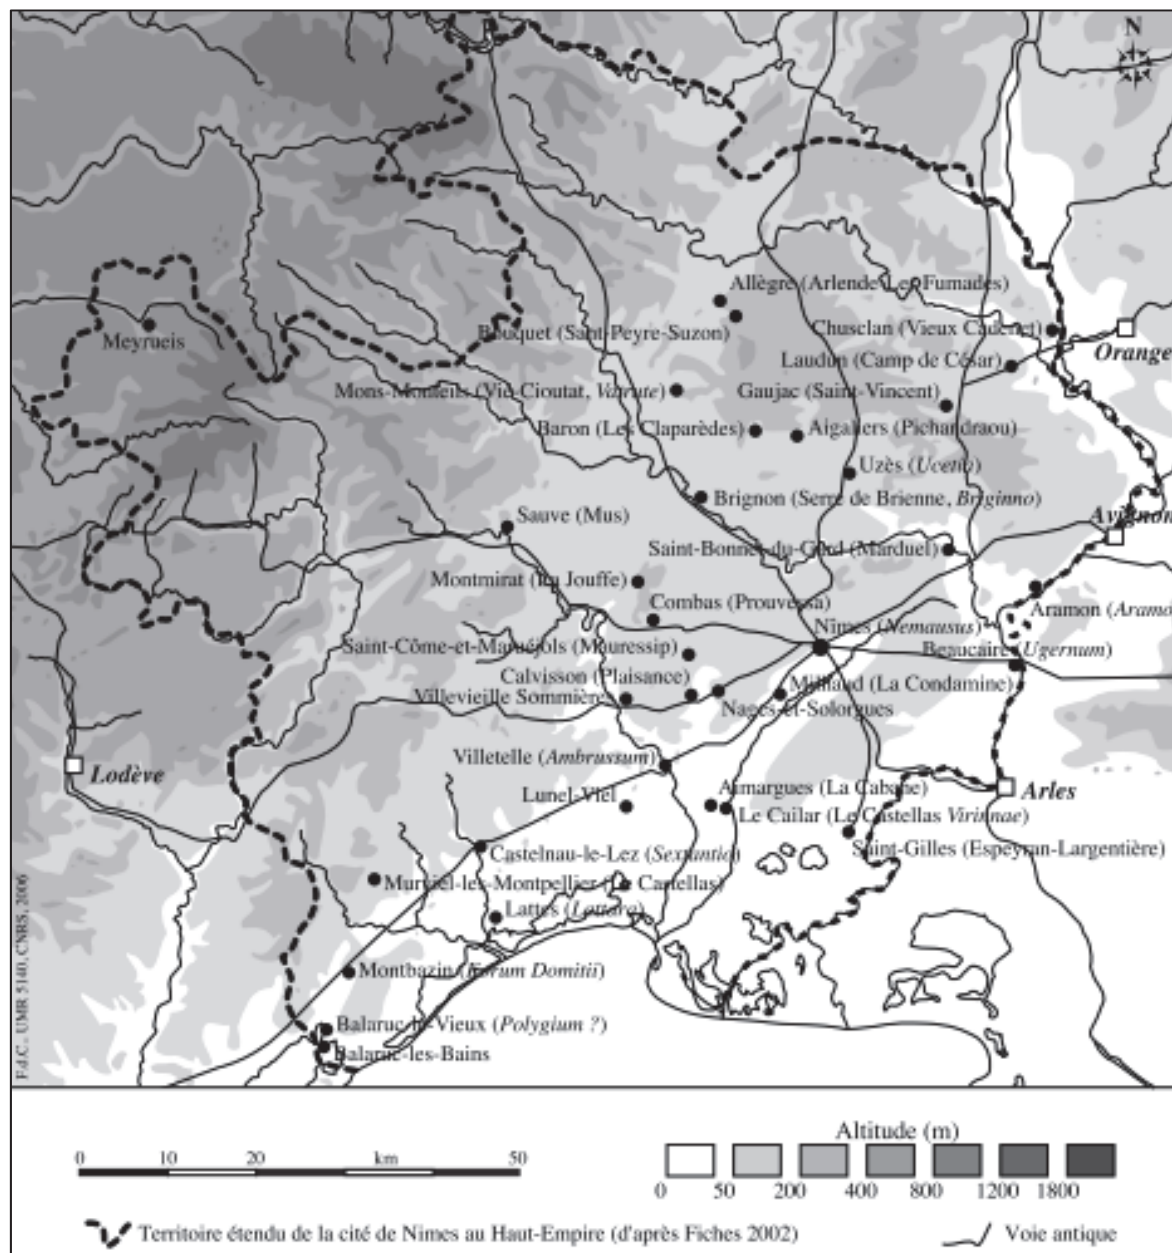 N
Allègre (Arlende-Les Fumades)
Bouquet (Saint-Peyre-Suzon)
Chusclan (Vieux Cadenet)
Orange
Meyrueis
Laudun (Camp de César)
Mons-Monteils (Vié-Cioutat, Vatrute)
Gaujac (Saint-Vincent)
Baron (Les Claparèdes)
Aigaliers (Pichandraou)
Uzès (Ucetia)
Brignon (Serre de Brienne, Briginno)
Sauve (Mus)
Avignon
Saint-Bonnet-du-Gard (Marduel)
Montmirat (La Jouffe)
Combas (Prouvessa)
Aramon (Aramo
Nîmes (Nemausus)
Saint-Côme-et-Maruéjols (Mauressip)
Beaucaire (Ugernum)
Calvisson (Plaisance)
Milhaud (La Condamine)
Villevieille Sommière
Nages-et-Solorgues
Villetelle (Ambrussum)
Lodève
Lunel-Viel
Aimargues (La Cabane)
Arles
Le Cailar (Le Castellas Virinnae)
Castelnau-le-Lez (Sextantio)
Saint-Gilles (Espeyran-Largentière)
Murviel-les-Montpellier (Le Castellas)
Lattes (Lattara)
Montbazin (Forum Domitii)
Balaruc-le-Vieux (Polygium ?)
Balaruc-les-Bains
F.d.C., UMR 5140, CNRS, 2006
Altitude (m)
0 10 20 km 50
0 50 200 400 800 1200 1800
Territoire étendu de la cité de Nimes au Haut-Empire (d'après Fiches 2002)
Voie antique